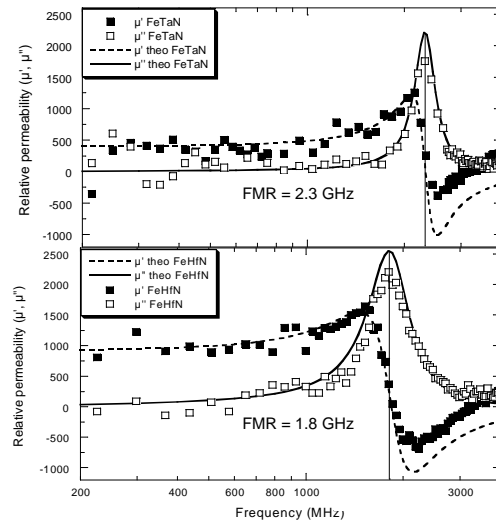 2500
2000
1500
1000
500
0
-500
-1000
Relative permeability (µ', µ")
µ' FeTaN
µ'' FeTaN
µ' theo FeTaN
µ'' theo FeTaN
FMR = 2.3 GHz
2500
2000
1500
1000
500
0
-500
-1000
Relative permeability (µ', µ")
µ' theo FeHfN
µ" theo FeHfN
µ' FeHfN
µ'' FeHfN
FMR = 1.8 GHz
200 400 600 800 1000 3000
Frequency (MHz)